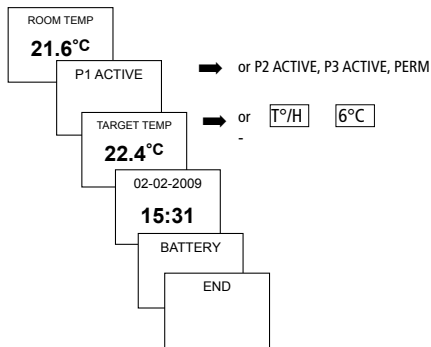 ROOM TEMP
21.6°C
P1 ACTIVE
or P2 ACTIVE, P3 ACTIVE, PERM
TARGET TEMP
22.4°C
or T°/H 6°C
-
02-02-2009
15:31
BATTERY
END